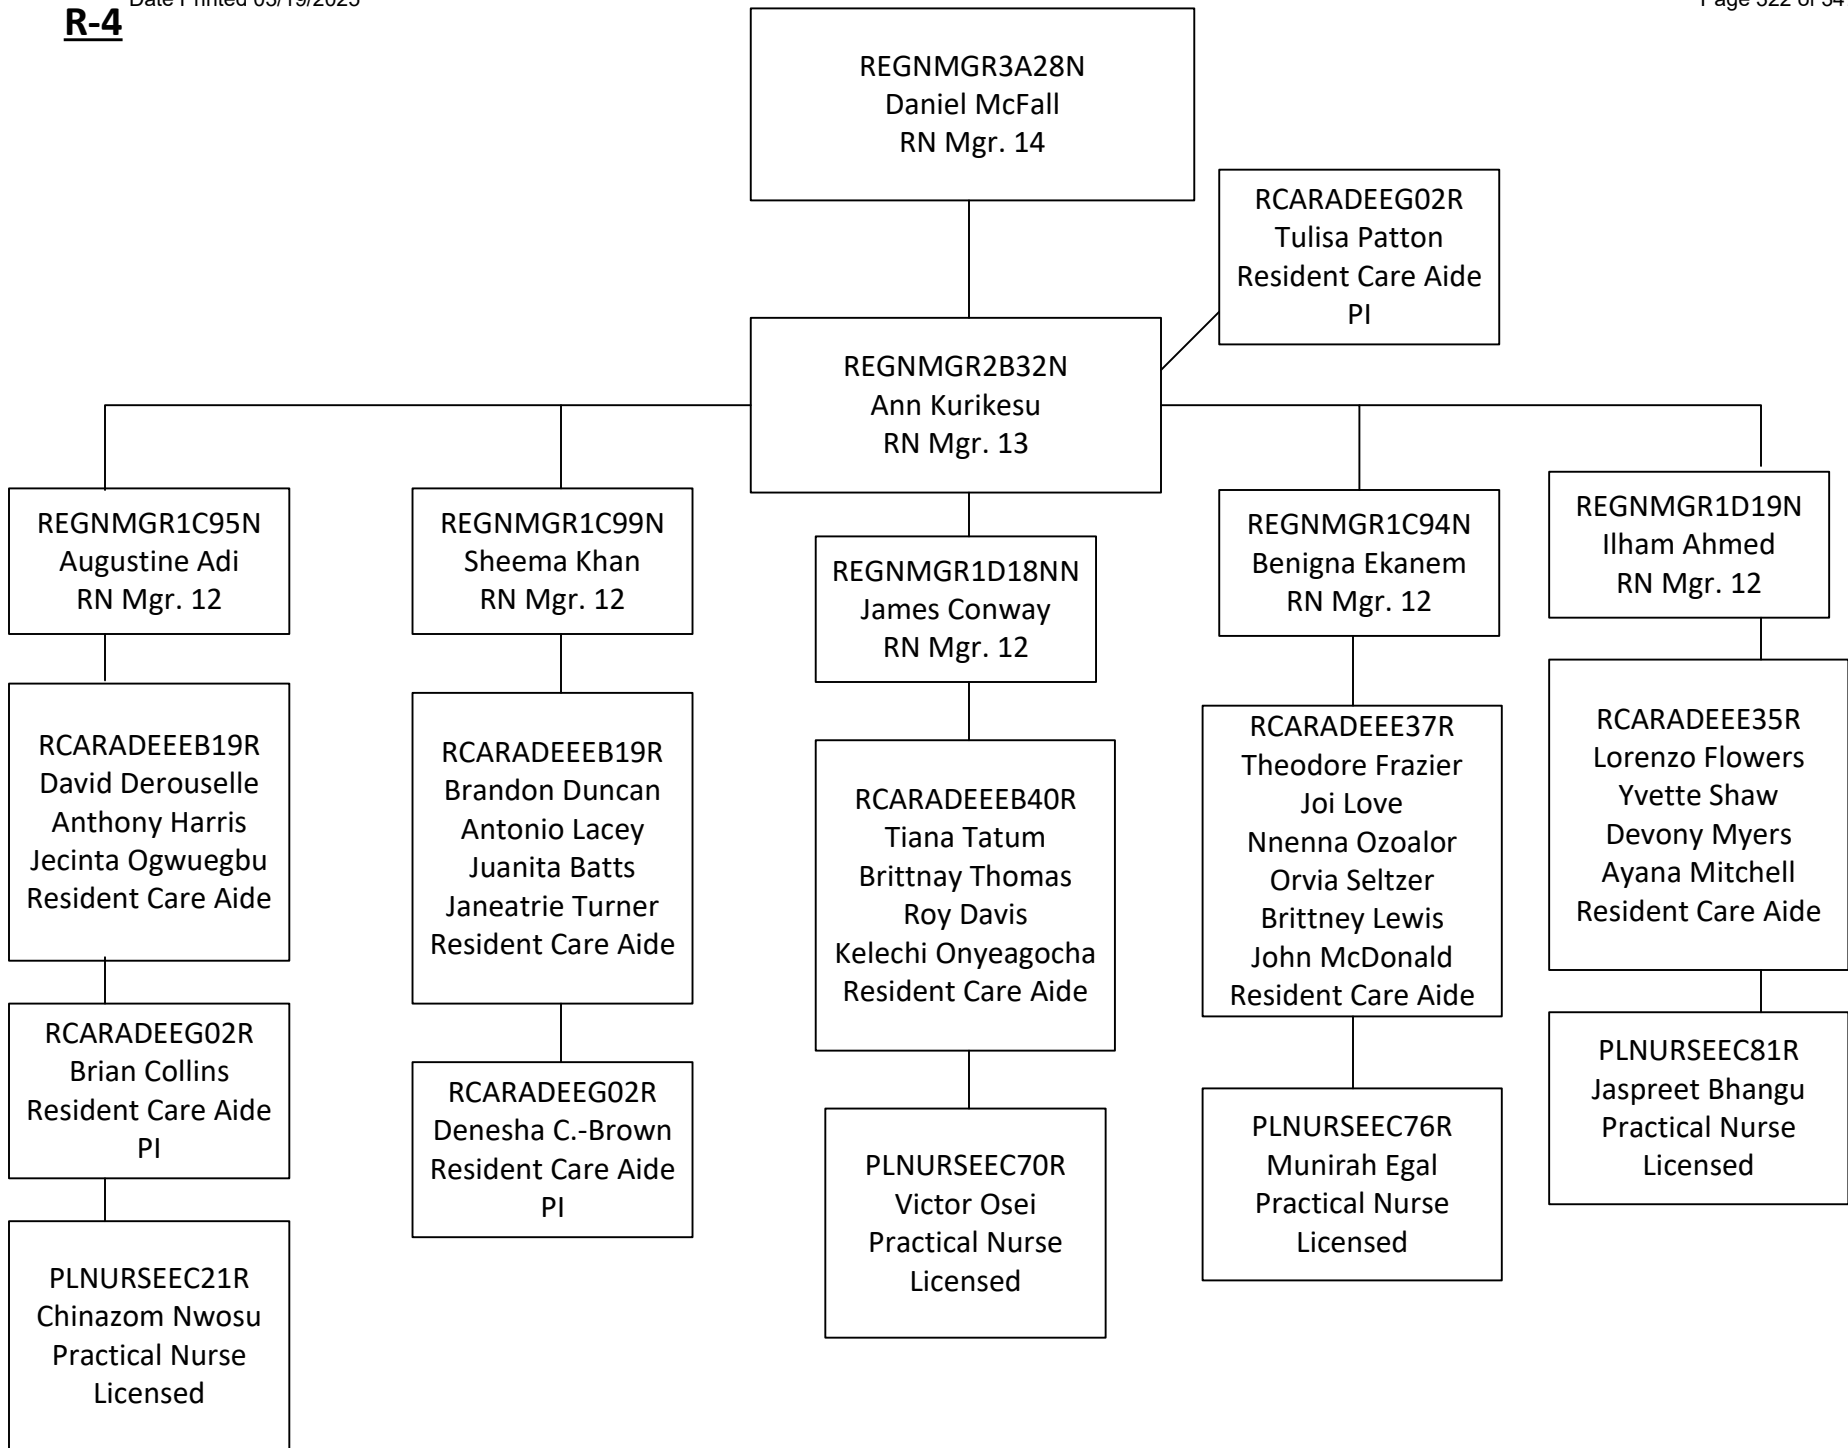 R-4
REGNMGR3A28N
Daniel McFall
RN Mgr. 14
RCARADEEG02R
Tulisa Patton
Resident Care Aide
PI
REGNMGR2B32N
Ann Kurikesu
RN Mgr. 13
REGNMGR1C95N
Augustine Adi
RN Mgr. 12
REGNMGR1C99N
Sheema Khan
RN Mgr. 12
REGNMGR1D18NN
James Conway
RN Mgr. 12
REGNMGR1C94N
Benigna Ekanem
RN Mgr. 12
REGNMGR1D19N
Ilham Ahmed
RN Mgr. 12
RCARADEEEB19R
David Derouselle
Anthony Harris
Jecinta Ogwuegbu
Resident Care Aide
RCARADEEEB19R
Brandon Duncan
Antonio Lacey
Juanita Batts
Janeatrie Turner
Resident Care Aide
RCARADEEEB40R
Tiana Tatum
Brittnay Thomas
Roy Davis
Kelechi Onyeagocha
Resident Care Aide
RCARADEEE37R
Theodore Frazier
Joi Love
Nnenna Ozoalor
Orvia Seltzer
Brittney Lewis
John McDonald
Resident Care Aide
RCARADEEE35R
Lorenzo Flowers
Yvette Shaw
Devony Myers
Ayana Mitchell
Resident Care Aide
RCARADEEG02R
Brian Collins
Resident Care Aide
PI
RCARADEEG02R
Denesha C.-Brown
Resident Care Aide
PI
PLNURSEEC70R
Victor Osei
Practical Nurse
Licensed
PLNURSEEC76R
Munirah Egal
Practical Nurse
Licensed
PLNURSEEC81R
Jaspreet Bhangu
Practical Nurse
Licensed
PLNURSEEC21R
Chinazom Nwosu
Practical Nurse
Licensed